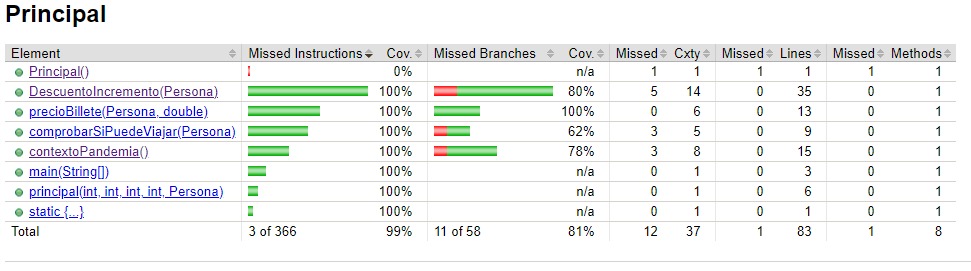 Principal
Element Missed Instructions Cov. Missed Branches Cov. Missed Cxty Missed Lines Missed Methods
Principal() 0% n/a 1 1 1 1 1 1
DescuentoIncremento(Persona) 100% 80% 5 14 0 35 0 1
precioBillete(Persona, double) 100% 100% 0 6 0 13 0 1
comprobarSiPuedeViajar(Persona) 100% 62% 3 5 0 9 0 1
contextoPandemia() 100% 78% 3 8 0 15 0 1
main(String[]) 100% n/a 0 1 0 3 0 1
principal(int, int, int, int, Persona) 100% n/a 0 1 0 6 0 1
static {...} 100% n/a 0 1 0 1 0 1
Total 3 of 366 99% 11 of 58 81% 12 37 1 83 1 8